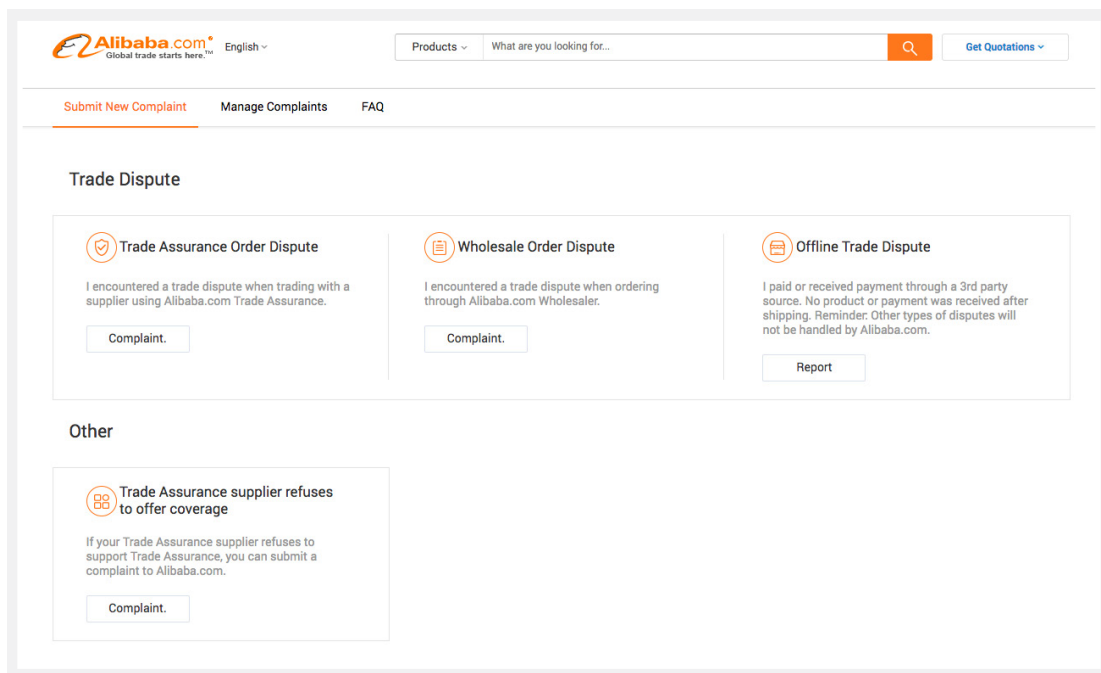 Alibaba.com®
Global trade starts here.™
English
Products
What are you looking for...
Get Quotations
Submit New Complaint
Manage Complaints
FAQ
Trade Dispute
Trade Assurance Order Dispute
I encountered a trade dispute when trading with a
supplier using Alibaba.com Trade Assurance.
Complaint.
Wholesale Order Dispute
I encountered a trade dispute when ordering
through Alibaba.com Wholesaler.
Complaint.
Offline Trade Dispute
I paid or received payment through a 3rd party
source. No product or payment was received after
shipping. Reminder: Other types of disputes will
not be handled by Alibaba.com.
Report
Other
Trade Assurance supplier refuses
to offer coverage
If your Trade Assurance supplier refuses to
support Trade Assurance, you can submit a
complaint to Alibaba.com.
Complaint.